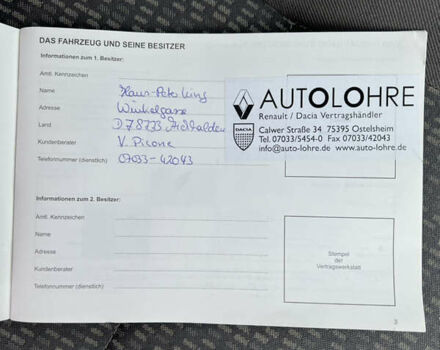 DAS FAHRZEUG UND SEINE BESITZER
Informationen zum 1. Besitzer:
Amtl. Kennzeichen
Name Hans-Peter
Adresse Winkelgasse
Land
Kundenberater V. Picone
Telefonnummer (dienstlich) 07033-42043
AUTOLOHRE
Renault / Dacia Vertragshändler
DACIA
Calwer Straße 34 75395 Ostelsheim
Tel.07033/5454-0 Fax 07033/42043
info@auto-lohre.de www.auto-lohre.de
Informationen zum 2. Besitzer:
Amtl. Kennzeichen
Name
Adresse
Kundenberater
Telefonnummer (dienstlich)
Stempel
der
Vertragswerkstatt
3